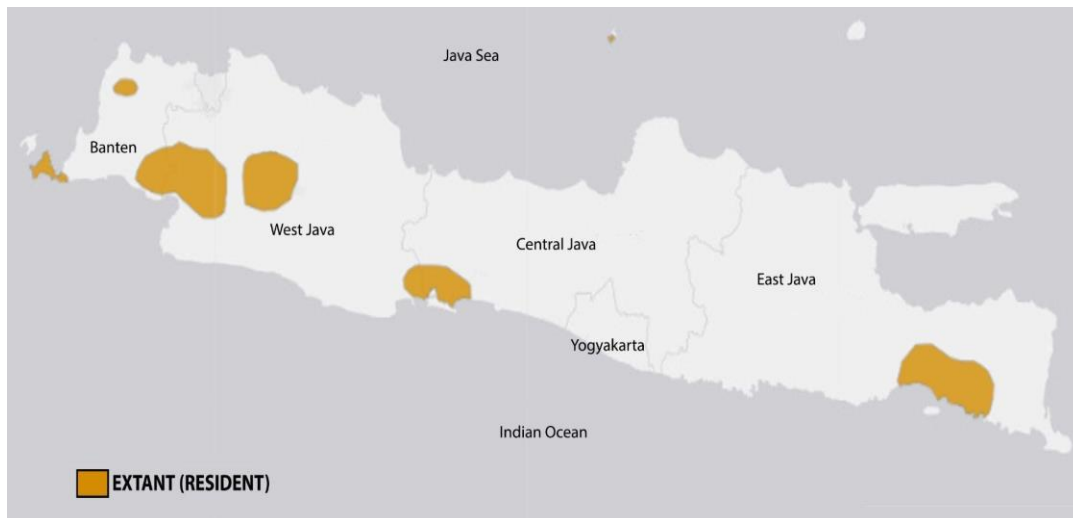 Java Sea
Banten
West Java
Central Java
East Java
Yogyakarta
Indian Ocean
EXTANT (RESIDENT)